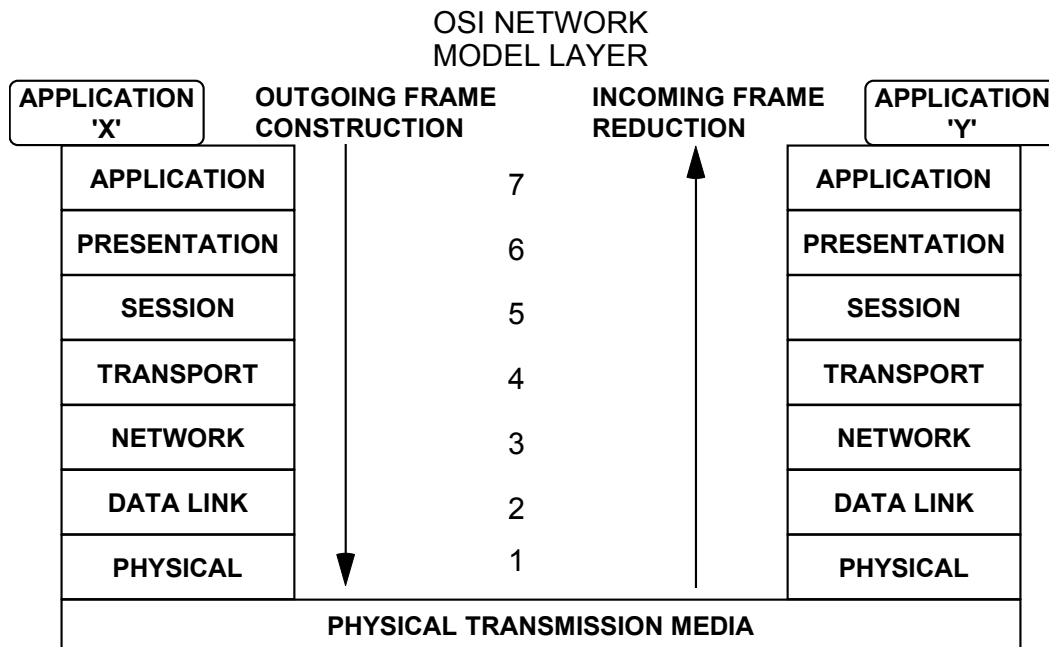 OSI NETWORK
MODEL LAYER
APPLICATION
'X'
OUTGOING FRAME
CONSTRUCTION
INCOMING FRAME
REDUCTION
APPLICATION
'Y'
APPLICATION 7 APPLICATION
PRESENTATION 6 PRESENTATION
SESSION 5 SESSION
TRANSPORT 4 TRANSPORT
NETWORK 3 NETWORK
DATA LINK 2 DATA LINK
PHYSICAL 1 PHYSICAL
PHYSICAL TRANSMISSION MEDIA